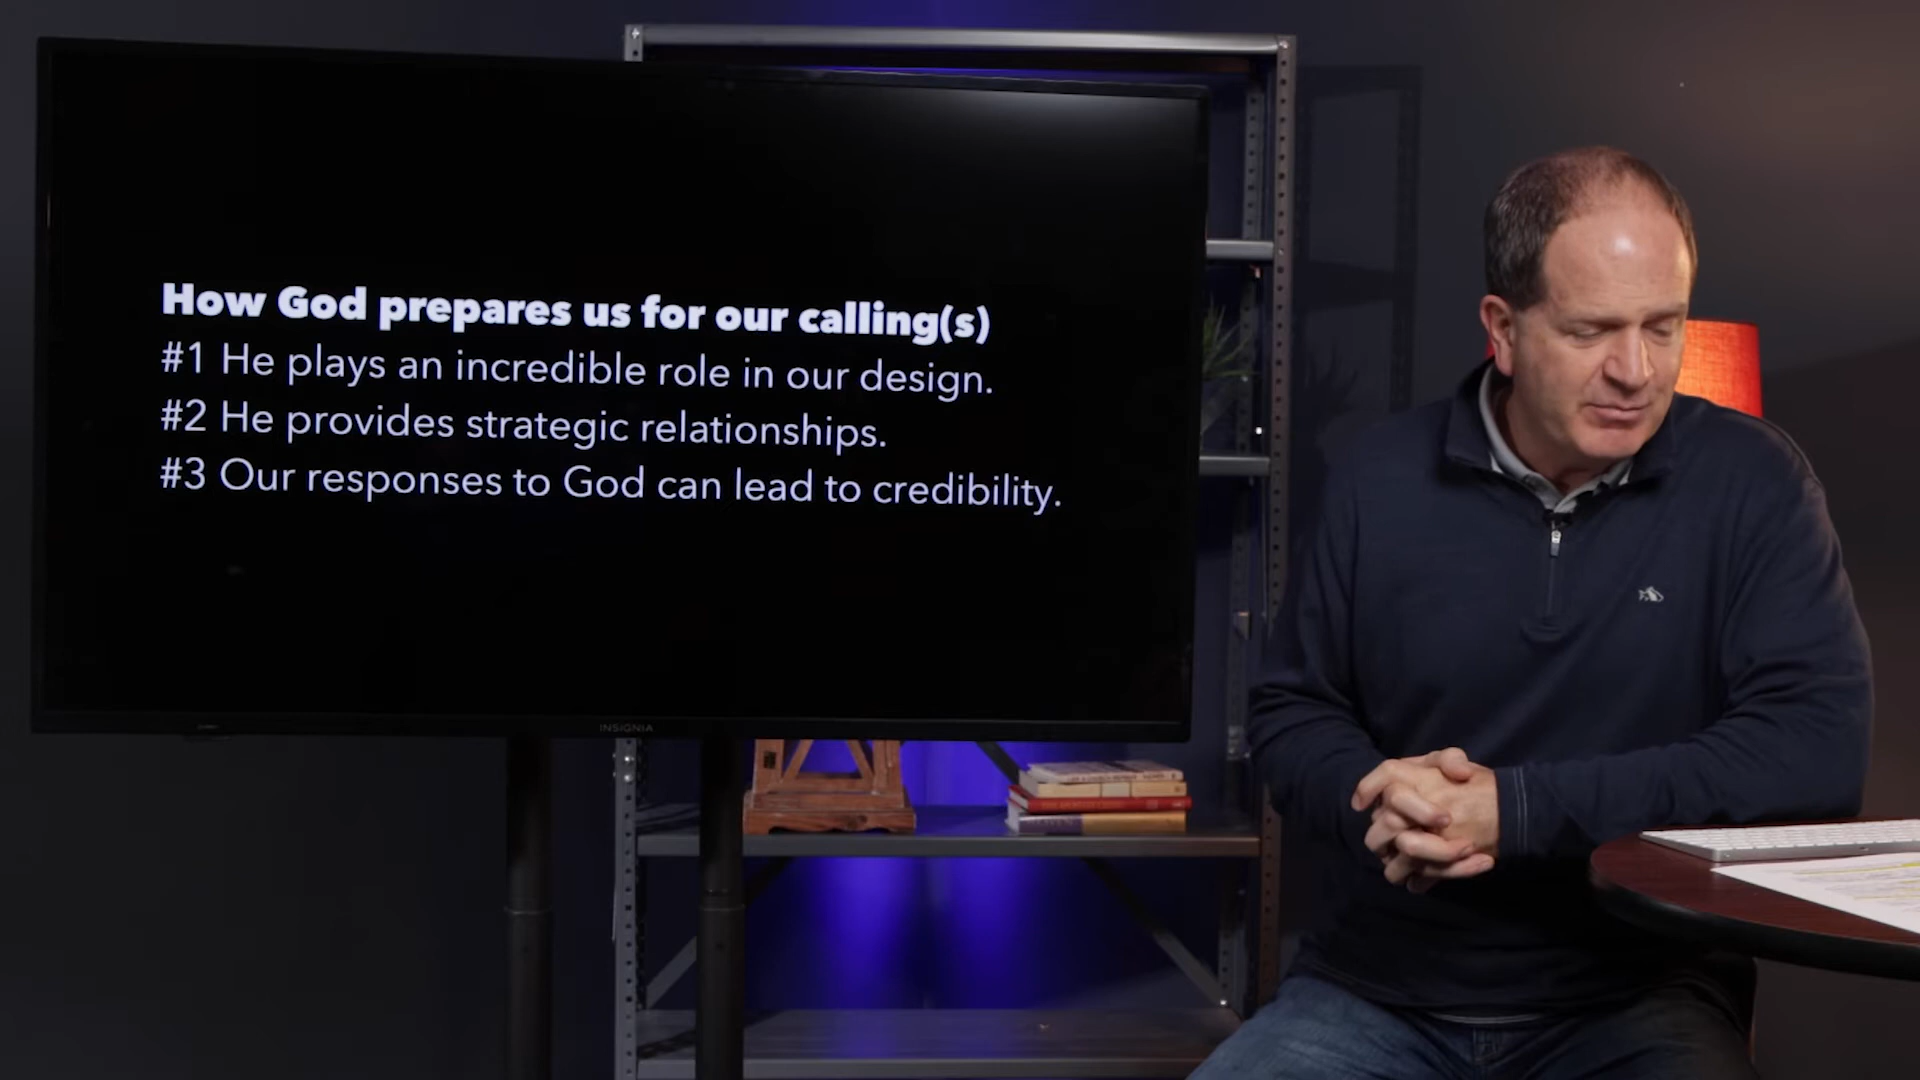 How God prepares us for our calling(s)
#1 He plays an incredible role in our design.
#2 He provides strategic relationships.
#3 Our responses to God can lead to credibility.
INSIGNIA